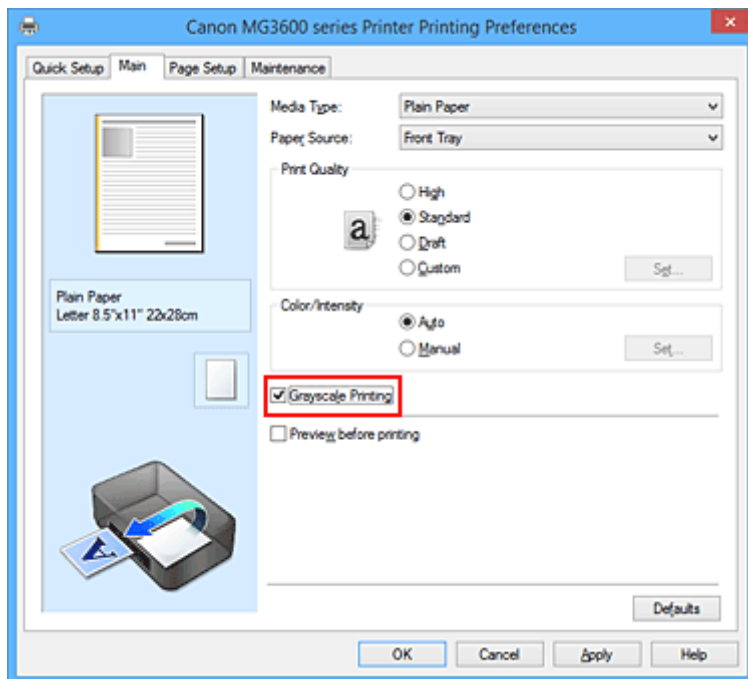 Canon MG3600 series Printer Printing Preferences
Quick Setup Main Page Setup Maintenance
Media Type: Plain Paper
Paper Source: Front Tray
Print Quality
High
a Standard
Draft
Custom Set...
Plain Paper
Letter 8.5"x11" 22x28cm
Color/Intensity
Auto
Manual Set...
Grayscale Printing
Preview before printing
A
Defaults
OK Cancel Apply Help